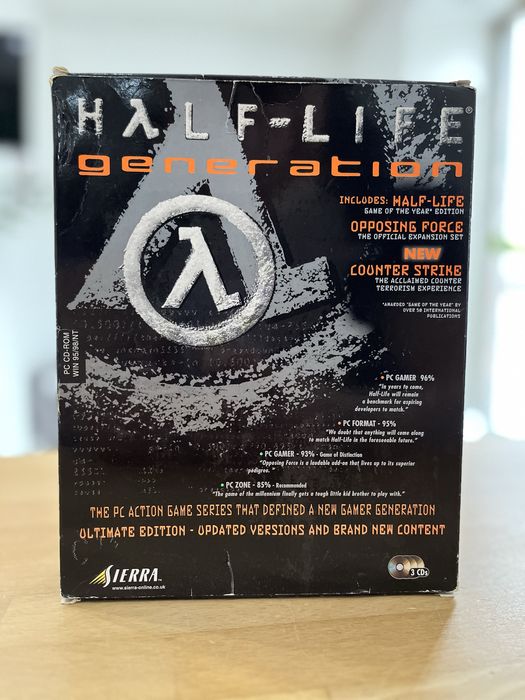 HλLF-LIFE®
generation
INCLUDES: HALF-LIFE
GAME OF THE YEAR* EDITION
OPPOSING FORCE
THE OFFICIAL EXPANSION SET
NEW
COUNTER STRIKE
THE ACCLAIMED COUNTER
TERRORISM EXPERIENCE
*AWARDED 'GAME OF THE YEAR' BY
OVER 50 INTERNATIONAL
PUBLICATIONS
λ
PC CD-ROM
WIN 95/98/NT
• PC GAMER 96%
"In years to come,
Half-Life will remain
a benchmark for aspiring
developers to match."
• PC FORMAT - 95%
"We doubt that anything will come along
to match Half-Life in the foreseeable future."
• PC GAMER - 93% - Game of Distinction
"Opposing Force is a laudable add-on that lives up to its superior
pedigree."
• PC ZONE - 85% - Recommended
"The game of the millennium finally gets a tough little kid brother to play with."
THE PC ACTION GAME SERIES THAT DEFINED A NEW GAMER GENERATION
ULTIMATE EDITION - UPDATED VERSIONS AND BRAND NEW CONTENT
SIERRA™
www.sierra-online.co.uk
3 CDs